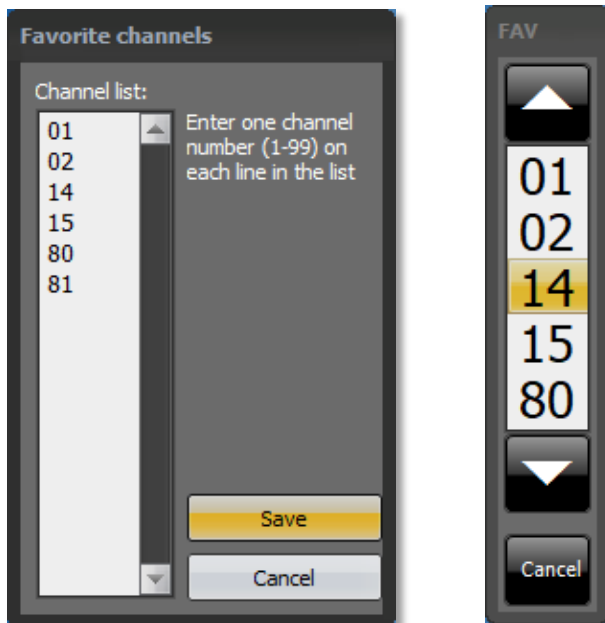 Favorite channels
Channel list:
01
02
14
15
80
81
Enter one channel
number (1-99) on
each line in the list
Save
Cancel
FAV
01
02
14
15
80
Cancel